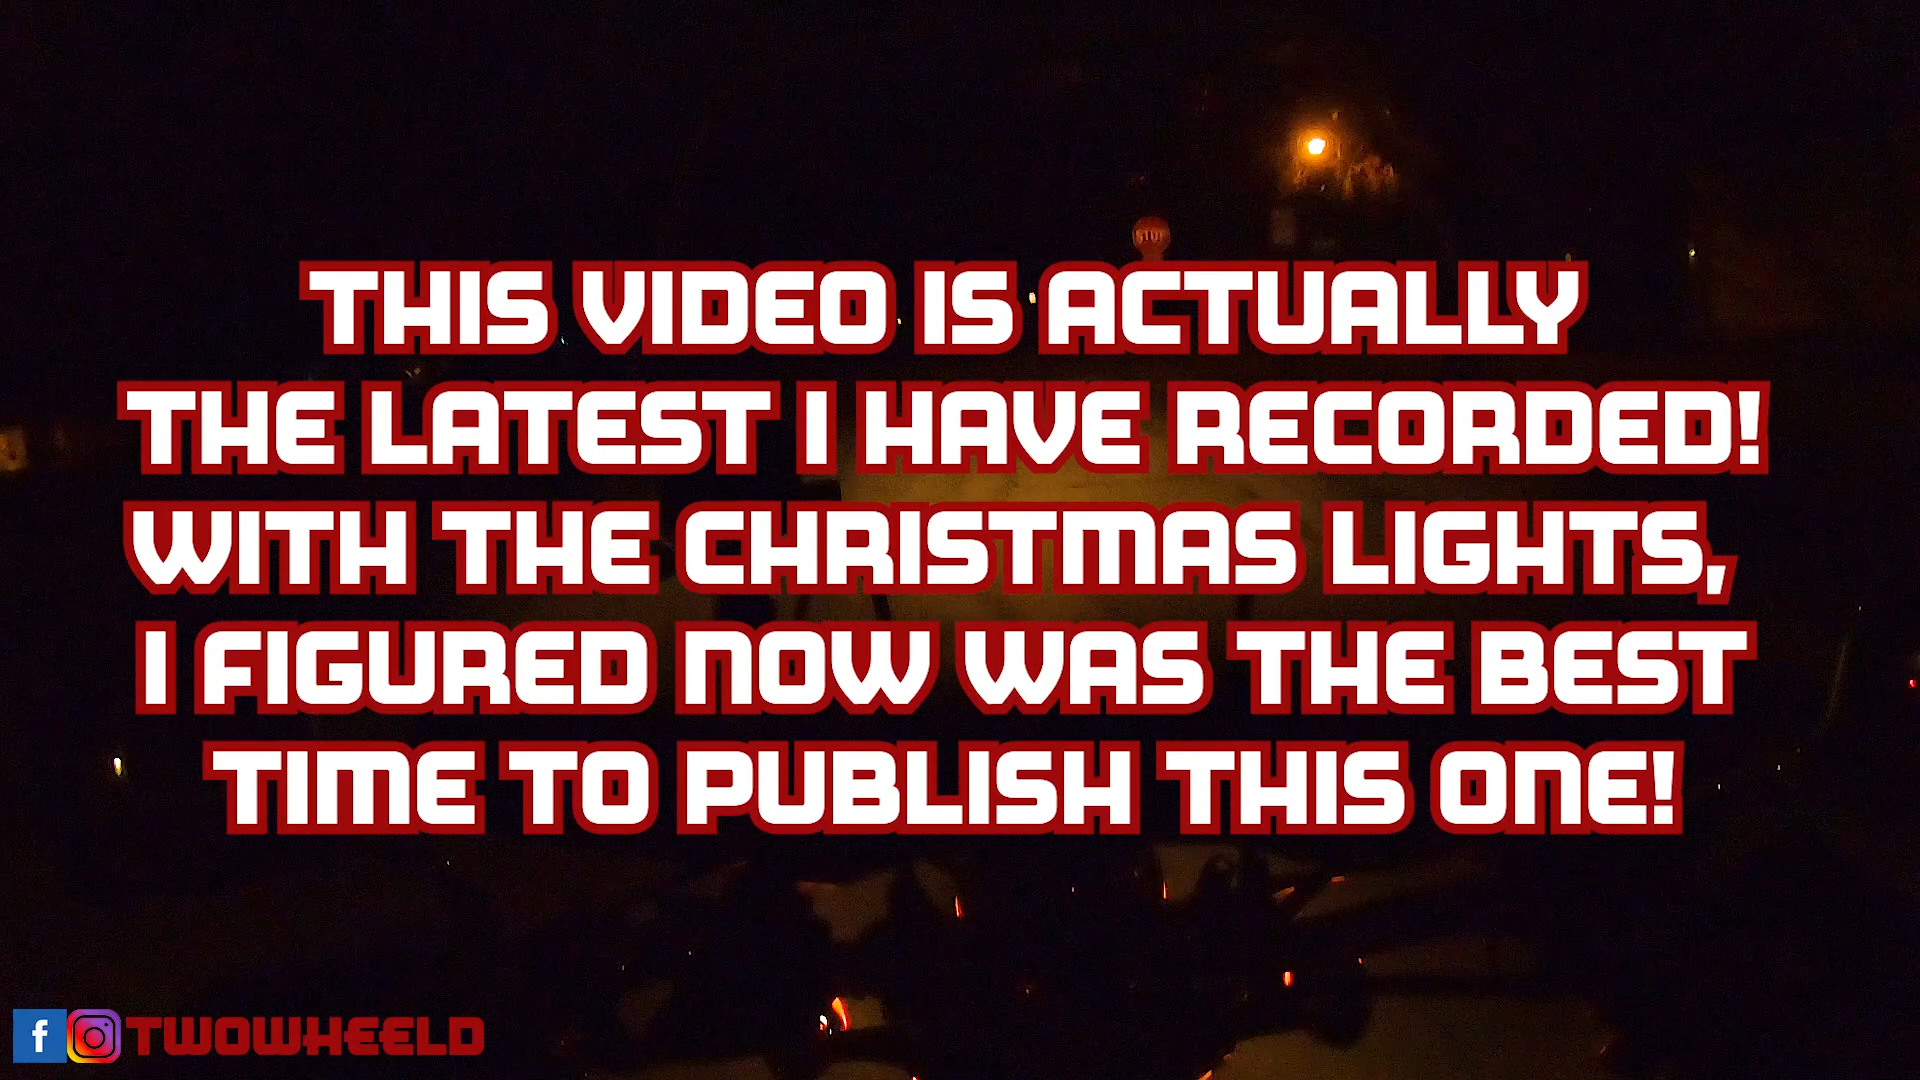 STOP
THIS VIDEO IS ACTUALLY
THE LATEST I HAVE RECORDED!
WITH THE CHRISTMAS LIGHTS,
I FIGURED NOW WAS THE BEST
TIME TO PUBLISH THIS ONE!
f TWOWHEELD